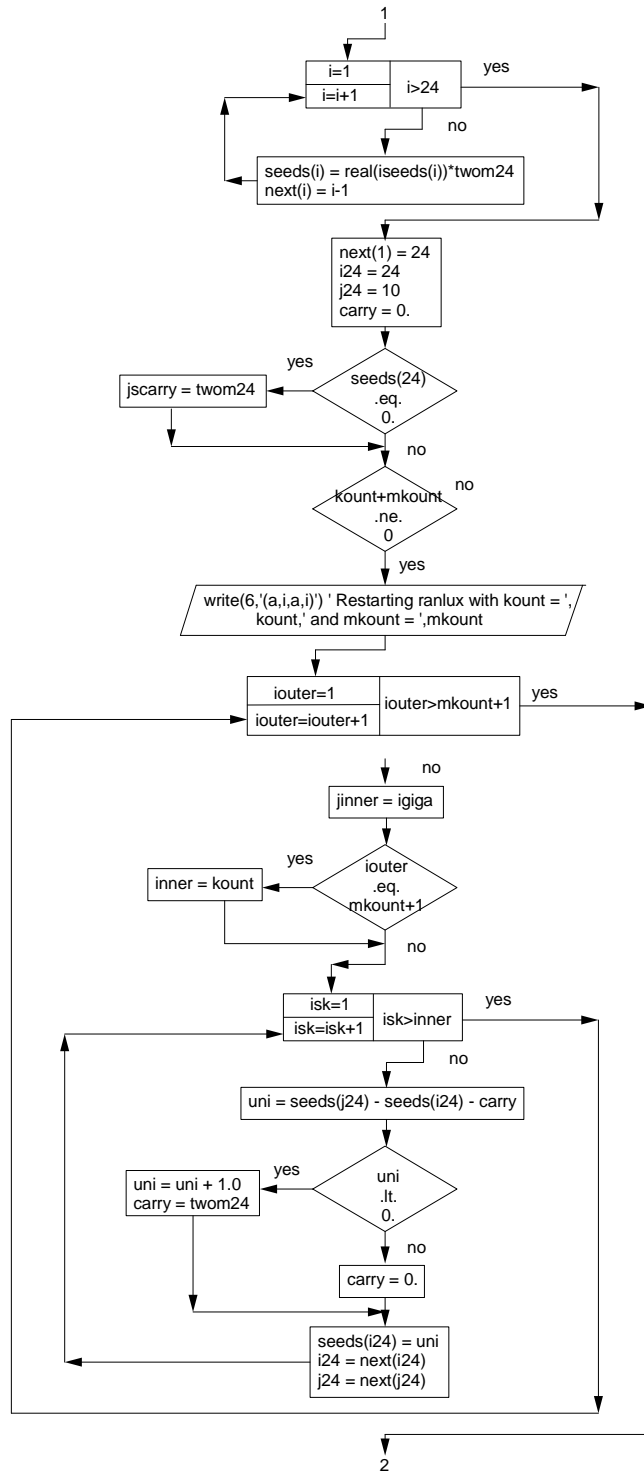 1
i=1
i=i+1
i>24
yes
no
seeds(i) = real(iseeds(i))*twom24
next(i) = i-1
next(1) = 24
i24 = 24
j24 = 10
carry = 0.
yes
seeds(24)
.eq.
0.
jscarry = twom24
no
kount+mkount
.ne.
0
no
yes
write(6,'(a,i,a,i)') ' Restarting ranlux with kount = ',
kount,' and mkount = ',mkount
iouter=1
iouter=iouter+1
iouter>mkount+1
yes
no
jinner = igiga
yes
iouter
.eq.
mkount+1
inner = kount
no
isk=1
isk=isk+1
isk>inner
yes
no
uni = seeds(j24) - seeds(i24) - carry
yes
uni
.lt.
0.
uni = uni + 1.0
carry = twom24
no
carry = 0.
seeds(i24) = uni
i24 = next(i24)
j24 = next(j24)
2